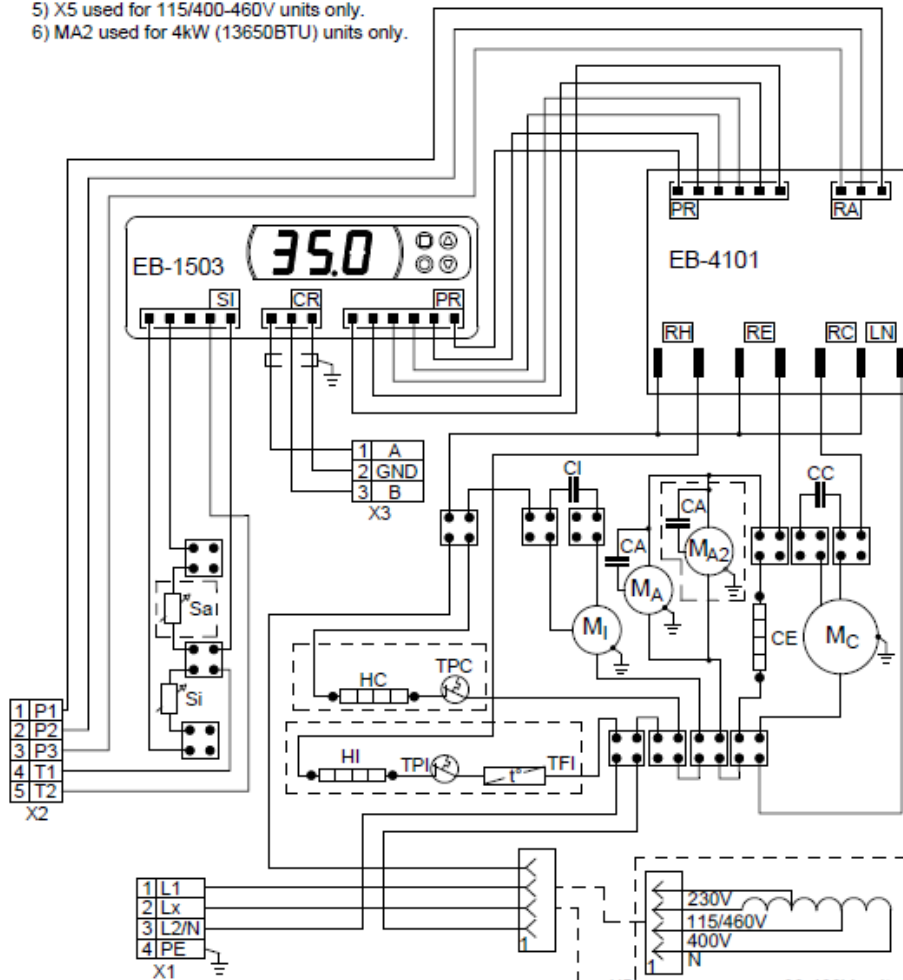 5) X5 used for 115/400-460V units only.
6) MA2 used for 4kW (13650BTU) units only.
PR
RA
EB-4101
EB-1503
35.0
SI
CR
PR
RH
RE
RC
LN
1 A
2 GND
3 B
X3
CI
CA
CA
CC
MA2
MA
MI
CE
MC
Sa
Si
HC
TPC
HI
TPI
t°
TFI
1 P1
2 P2
3 P3
4 T1
5 T2
X2
1 L1
2 Lx
3 L2/N
4 PE
X1
1
230V
115/460V
400V
N
1